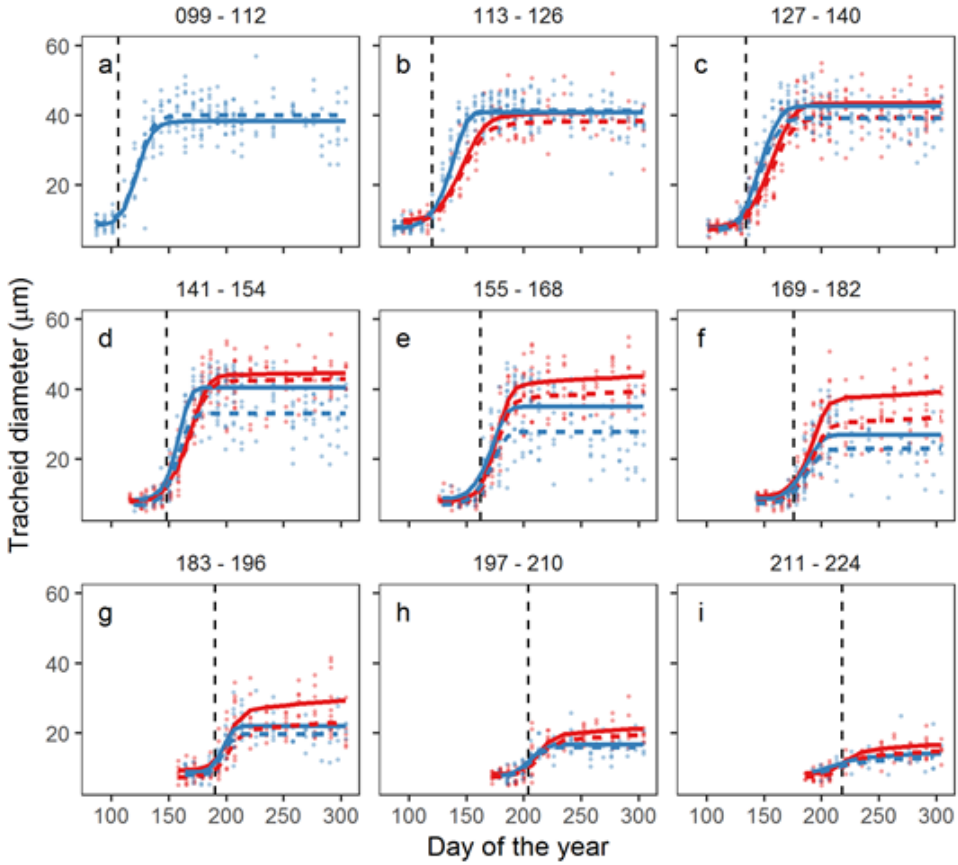 099 - 112 113 - 126 127 - 140
60 a b c
40
20
141 - 154 155 - 168 169 - 182
60 d e f
40
20
183 - 196 197 - 210 211 - 224
60 g h i
40
20
100 150 200 250 300 100 150 200 250 300 100 150 200 250 300
Tracheid diameter (μm)
Day of the year